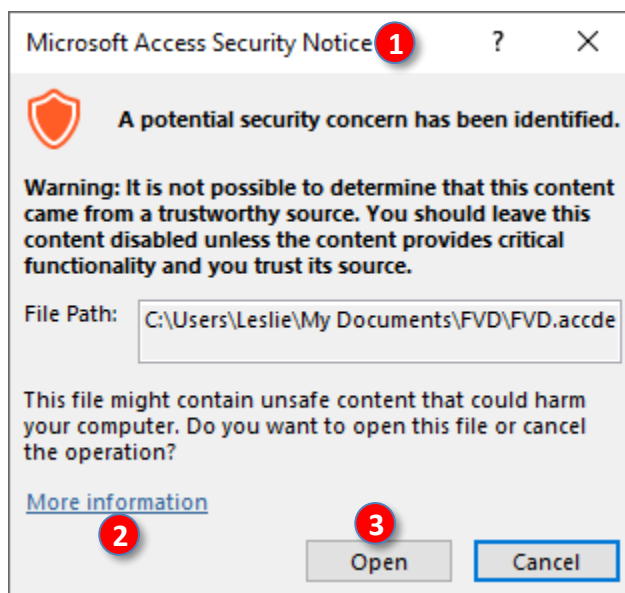 Microsoft Access Security Notice 1 ? ✕
A potential security concern has been identified.
Warning: It is not possible to determine that this content
came from a trustworthy source. You should leave this
content disabled unless the content provides critical
functionality and you trust its source.
File Path: C:\Users\Leslie\My Documents\FVD\FVD.accde
This file might contain unsafe content that could harm
your computer. Do you want to open this file or cancel
the operation?
More information
2 3
Open Cancel